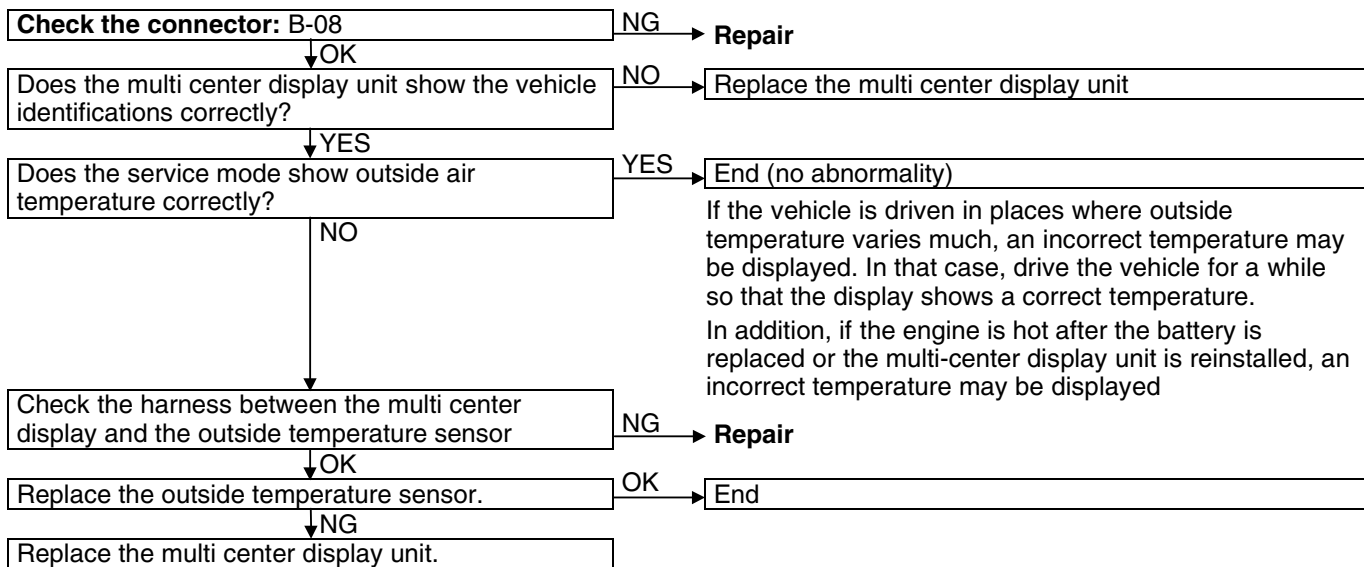 Check the connector: B-08
NG
Repair
OK
Does the multi center display unit show the vehicle
identifications correctly?
NO
Replace the multi center display unit
YES
Does the service mode show outside air
temperature correctly?
YES
End (no abnormality)
If the vehicle is driven in places where outside
temperature varies much, an incorrect temperature may
be displayed. In that case, drive the vehicle for a while
so that the display shows a correct temperature.
In addition, if the engine is hot after the battery is
replaced or the multi-center display unit is reinstalled, an
incorrect temperature may be displayed
NO
Check the harness between the multi center
display and the outside temperature sensor
NG
Repair
OK
Replace the outside temperature sensor.
OK
End
NG
Replace the multi center display unit.